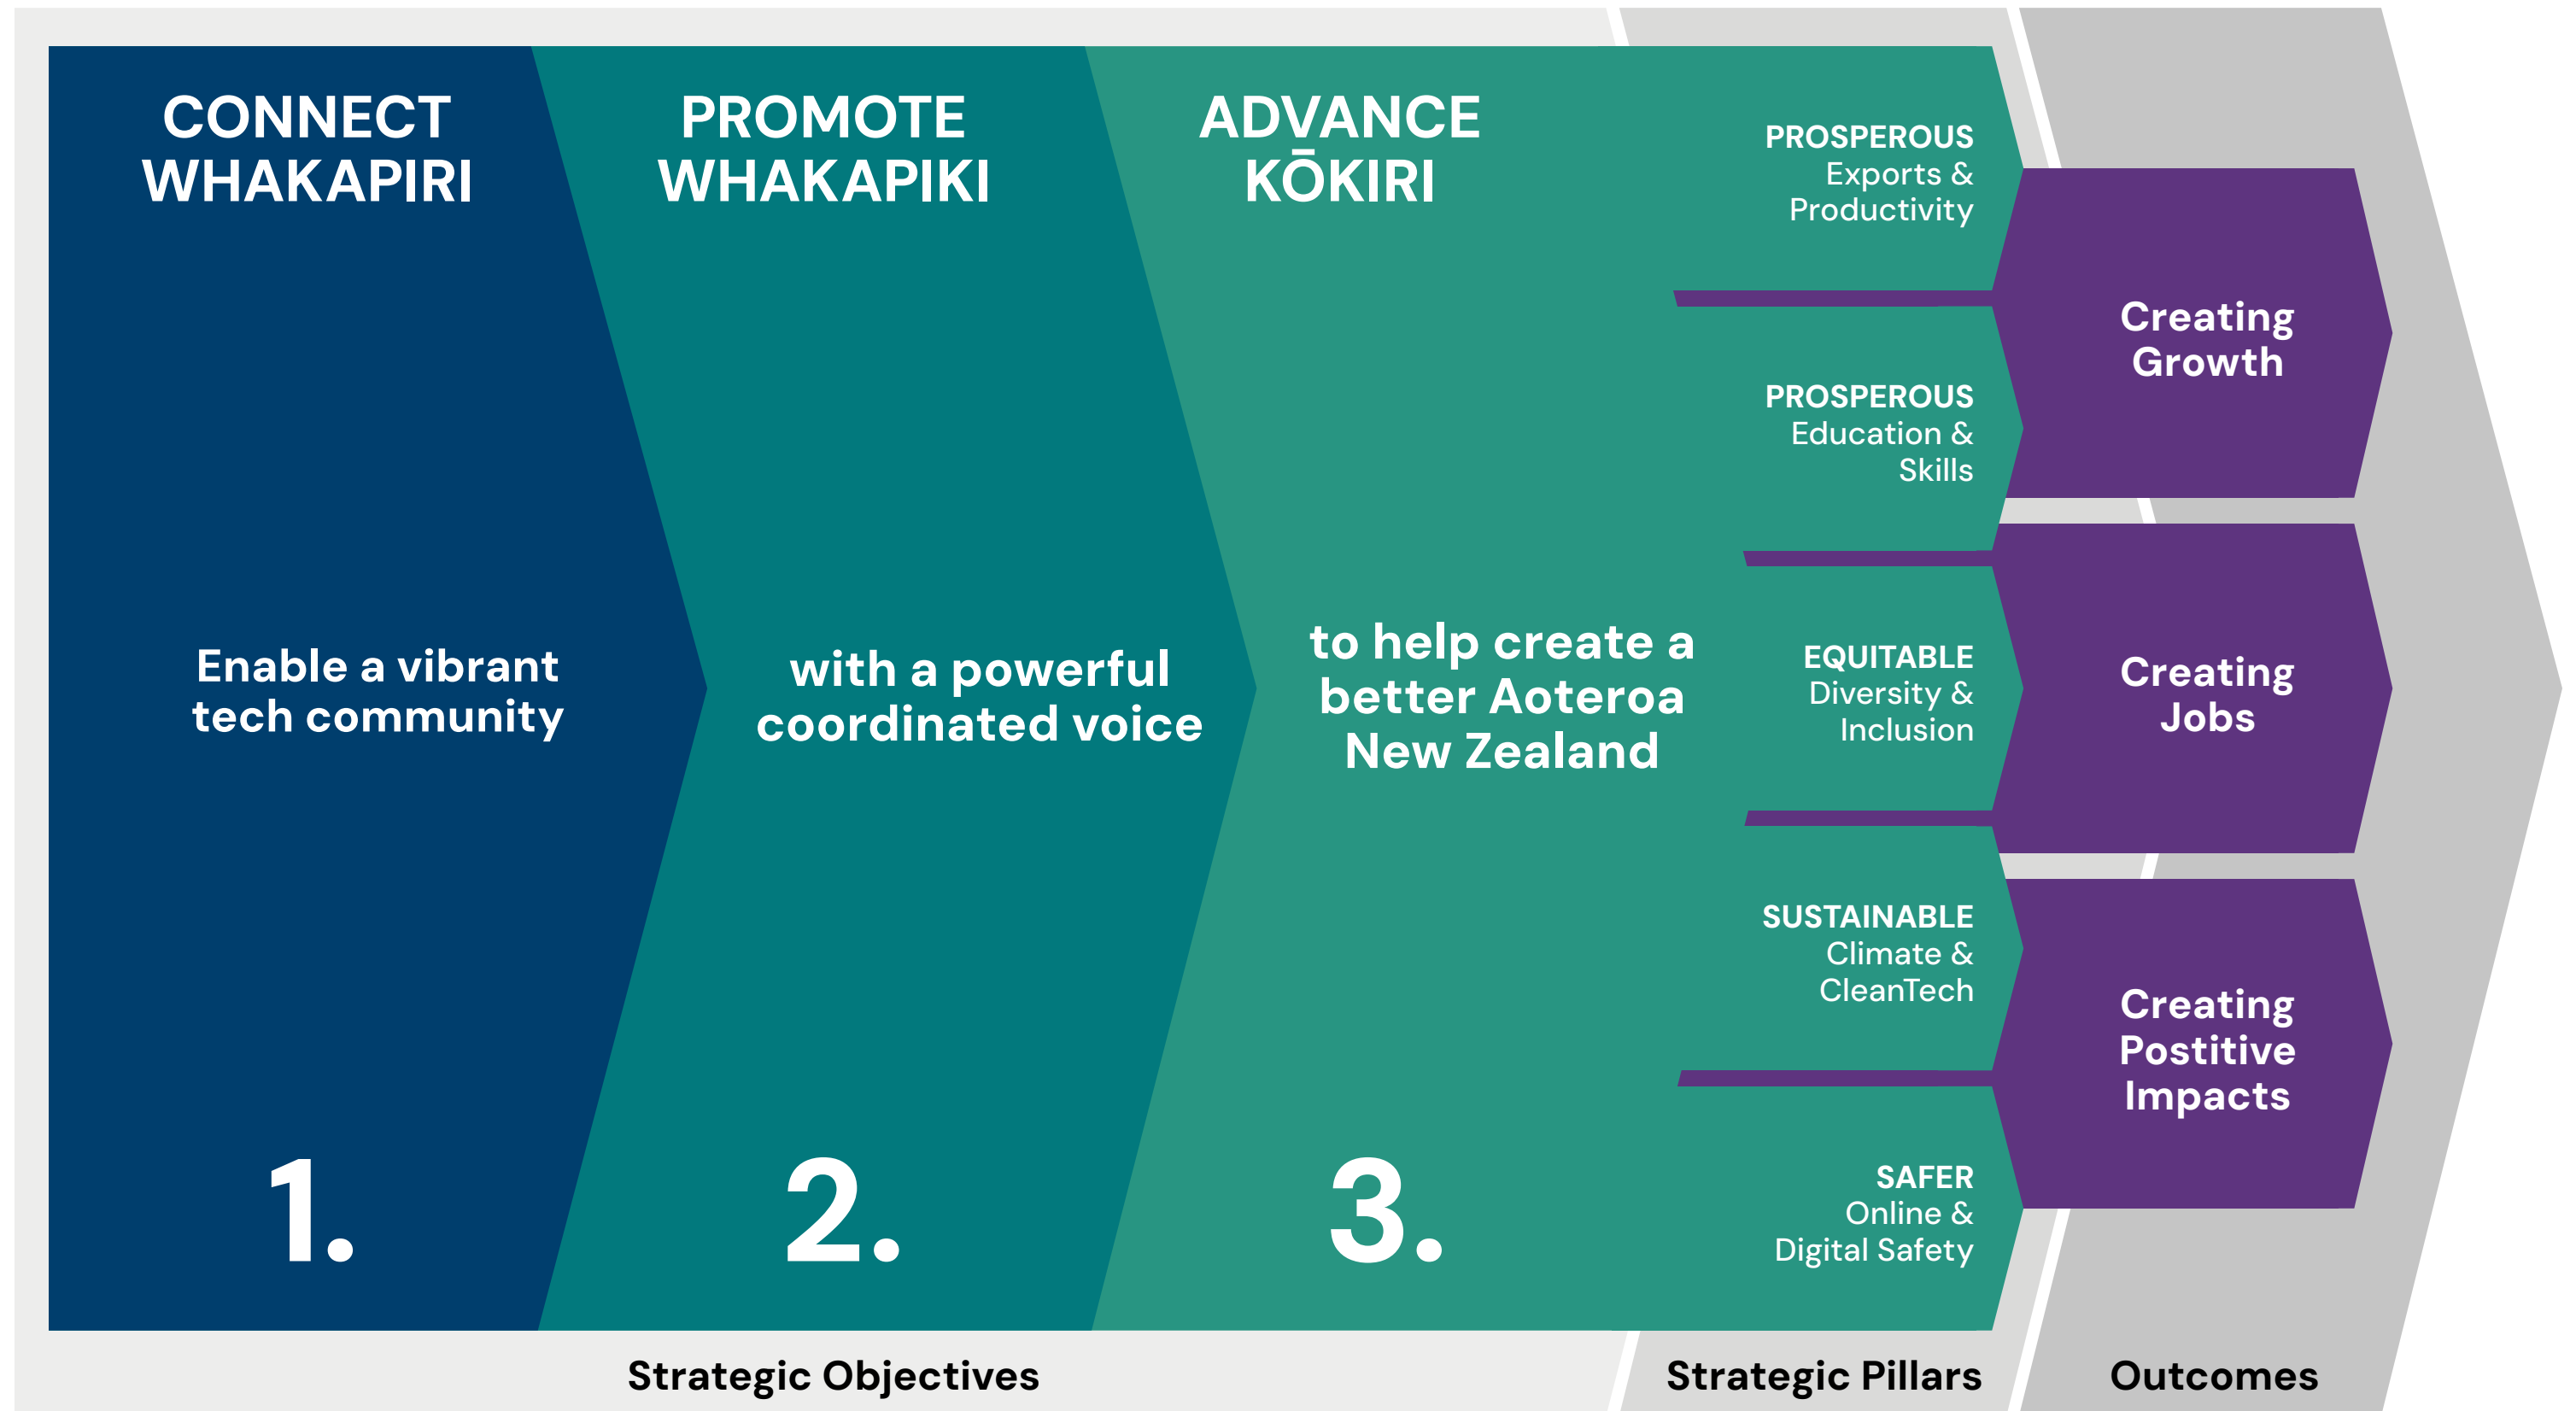 CONNECT
WHAKAPIRI
Enable a vibrant
tech community
1.
PROMOTE
WHAKAPIKI
with a powerful
coordinated voice
2.
ADVANCE
KŌKIRI
to help create a
better Aoteroa
New Zealand
3.
Strategic Objectives
PROSPEROUS
Exports &
Productivity
PROSPEROUS
Education &
Skills
EQUITABLE
Diversity &
Inclusion
SUSTAINABLE
Climate &
CleanTech
SAFER
Online &
Digital Safety
Strategic Pillars
Creating
Growth
Creating
Jobs
Creating
Postitive
Impacts
Outcomes